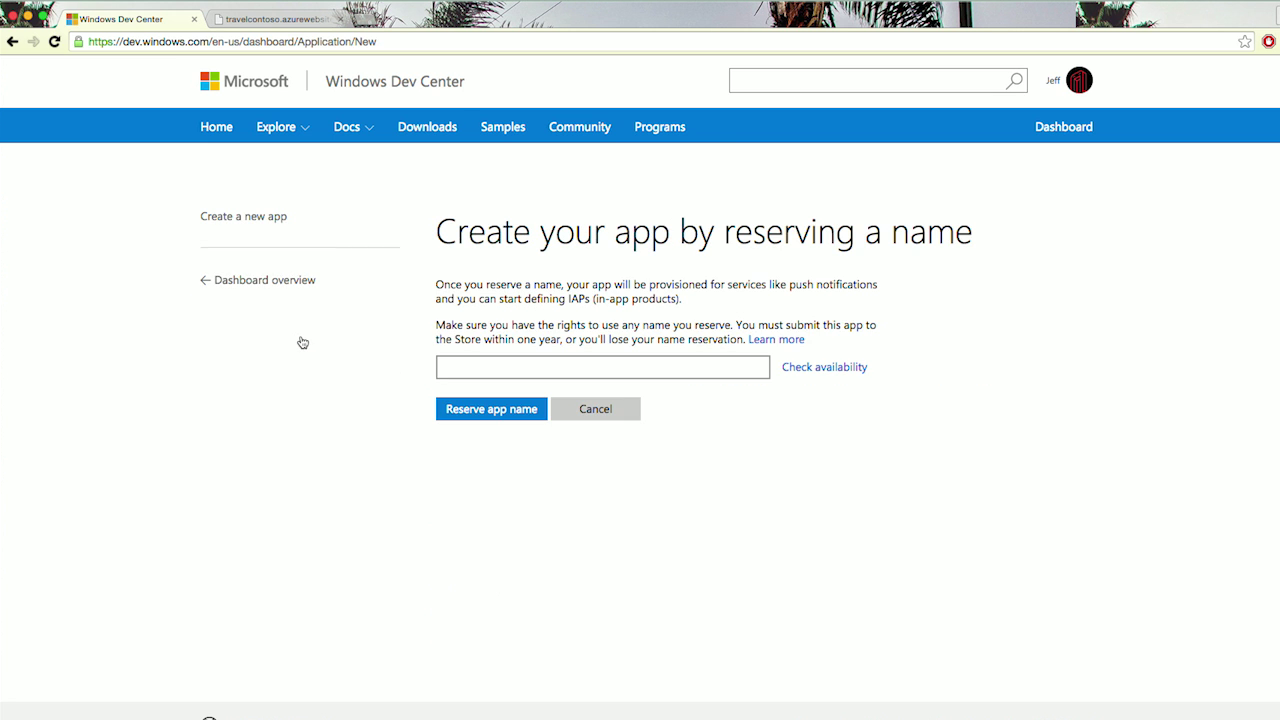 Windows Dev Center
travelcontoso.azurewebsi
https://dev.windows.com/en-us/dashboard/Application/New
Microsoft
Windows Dev Center
Jeff
Home
Explore
Docs
Downloads
Samples
Community
Programs
Dashboard
Create a new app
Dashboard overview
Create your app by reserving a name
Once you reserve a name, your app will be provisioned for services like push notifications
and you can start defining IAPs (in-app products).
Make sure you have the rights to use any name you reserve. You must submit this app to
the Store within one year, or you'll lose your name reservation. Learn more
Check availability
Reserve app name
Cancel